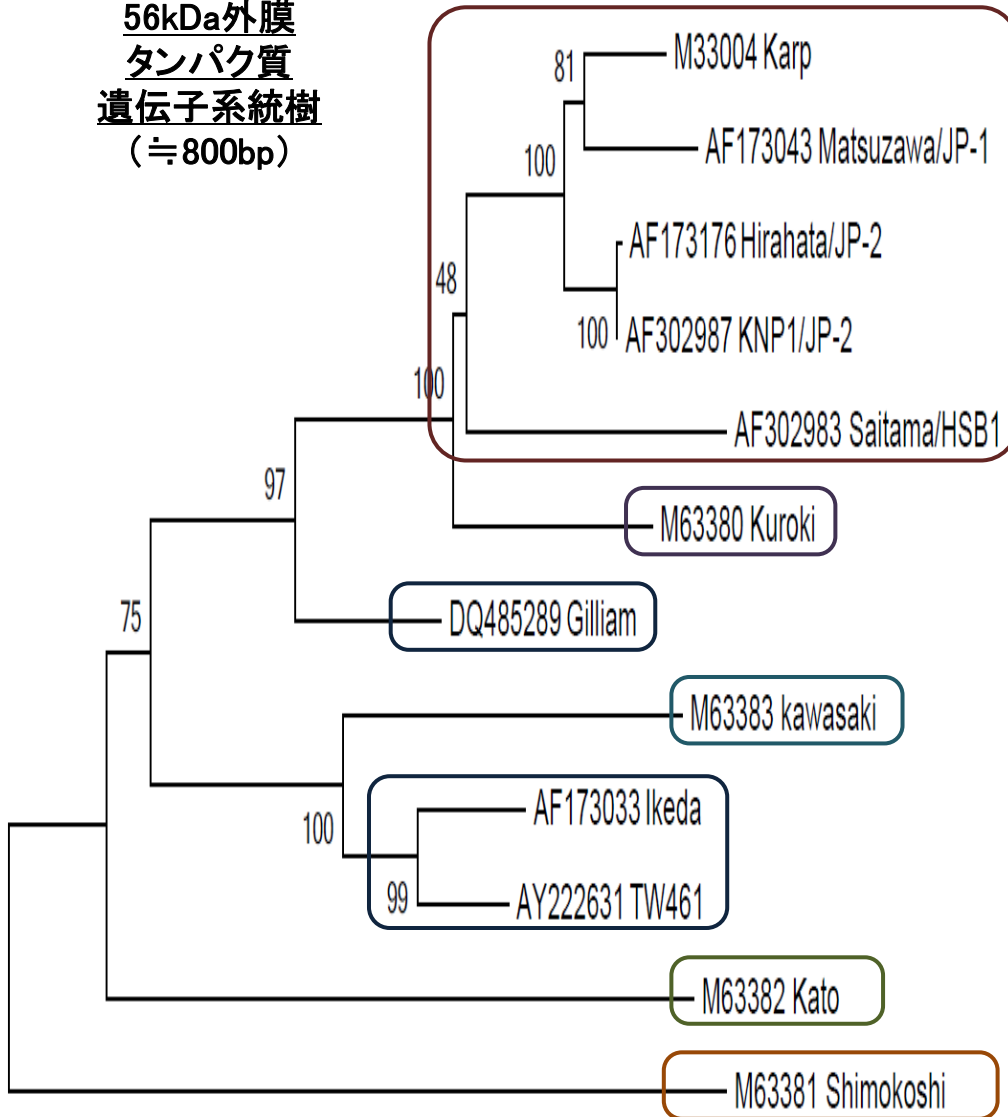 56kDa外膜
タンパク質
遺伝子系統樹
（≒800bp）
81
M33004 Karp
AF173043 Matsuzawa/JP-1
100
AF173176 Hirahata/JP-2
48
100
AF302987 KNP1/JP-2
100
AF302983 Saitama/HSB1
97
M63380 Kuroki
75
DQ485289 Gilliam
M63383 kawasaki
100
AF173033 Ikeda
99
AY222631 TW461
M63382 Kato
M63381 Shimokoshi